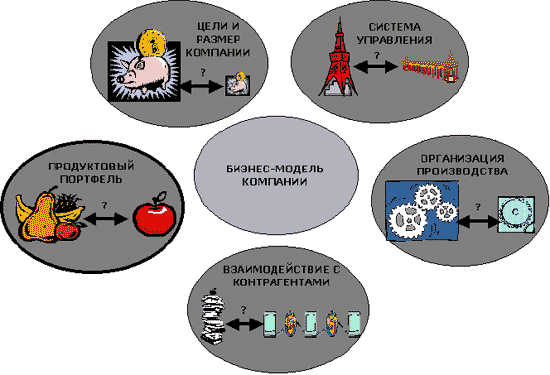 ЦЕЛИ И
РАЗМЕР
КОМПАНИИ
?
СИСТЕМА
УПРАВЛЕНИЯ
?
ПРОДУКТОВЫЙ
ПОРТФЕЛЬ
?
БИЗНЕС-МОДЕЛЬ
КОМПАНИИ
ОРГАНИЗАЦИЯ
ПРОИЗВОДСТВА
?
ВЗАИМОДЕЙСТВИЕ С
КОНТРАГЕНТАМИ
?